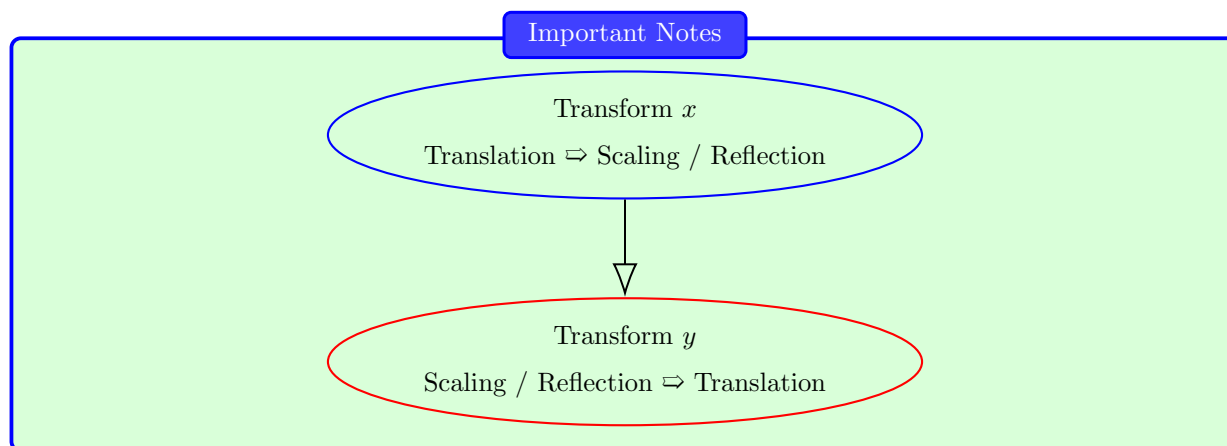 Important Notes
Transform x
Translation ⇨ Scaling / Reflection
Transform y
Scaling / Reflection ⇨ Translation